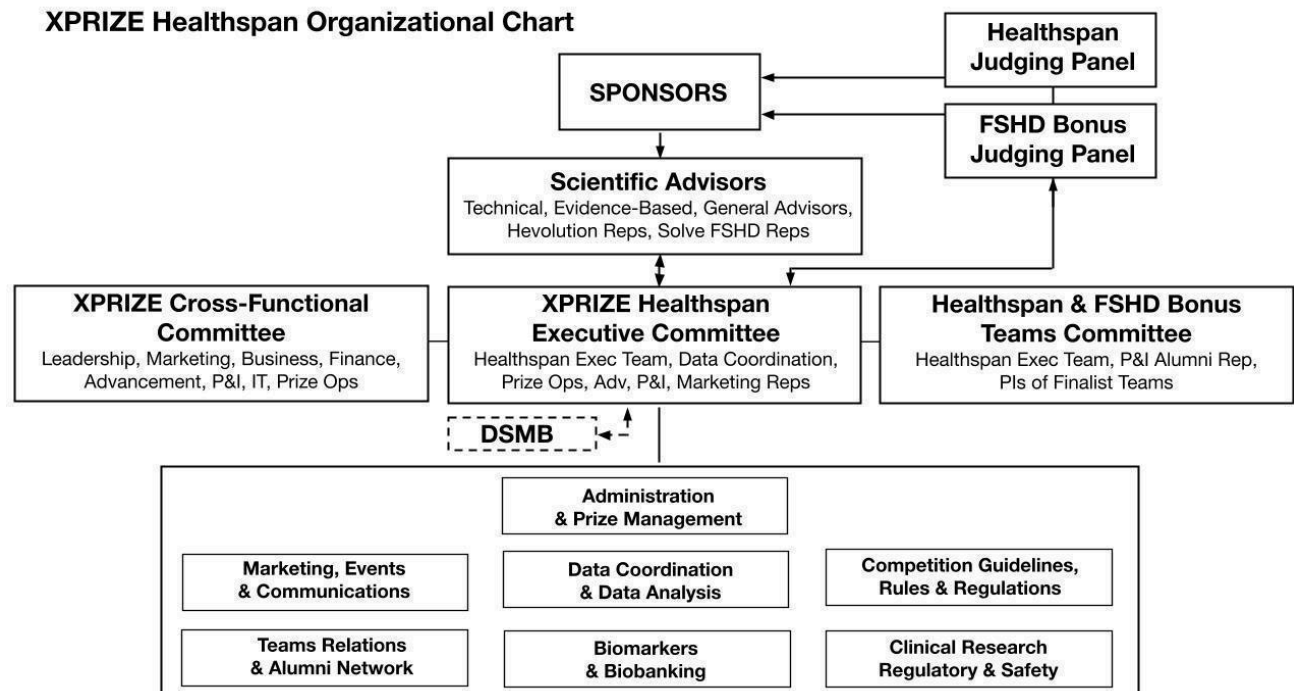 XPRIZE Healthspan Organizational Chart
Healthspan
Judging Panel
SPONSORS
FSHD Bonus
Judging Panel
Scientific Advisors
Technical, Evidence-Based, General Advisors,
Hevolution Reps, Solve FSHD Reps
XPRIZE Cross-Functional
Committee
Leadership, Marketing, Business, Finance,
Advancement, P&I, IT, Prize Ops
XPRIZE Healthspan
Executive Committee
Healthspan Exec Team, Data Coordination,
Prize Ops, Adv, P&I, Marketing Reps
Healthspan & FSHD Bonus
Teams Committee
Healthspan Exec Team, P&I Alumni Rep,
PIs of Finalist Teams
DSMB
Administration
& Prize Management
Marketing, Events
& Communications
Data Coordination
& Data Analysis
Competition Guidelines,
Rules & Regulations
Teams Relations
& Alumni Network
Biomarkers
& Biobanking
Clinical Research
Regulatory & Safety